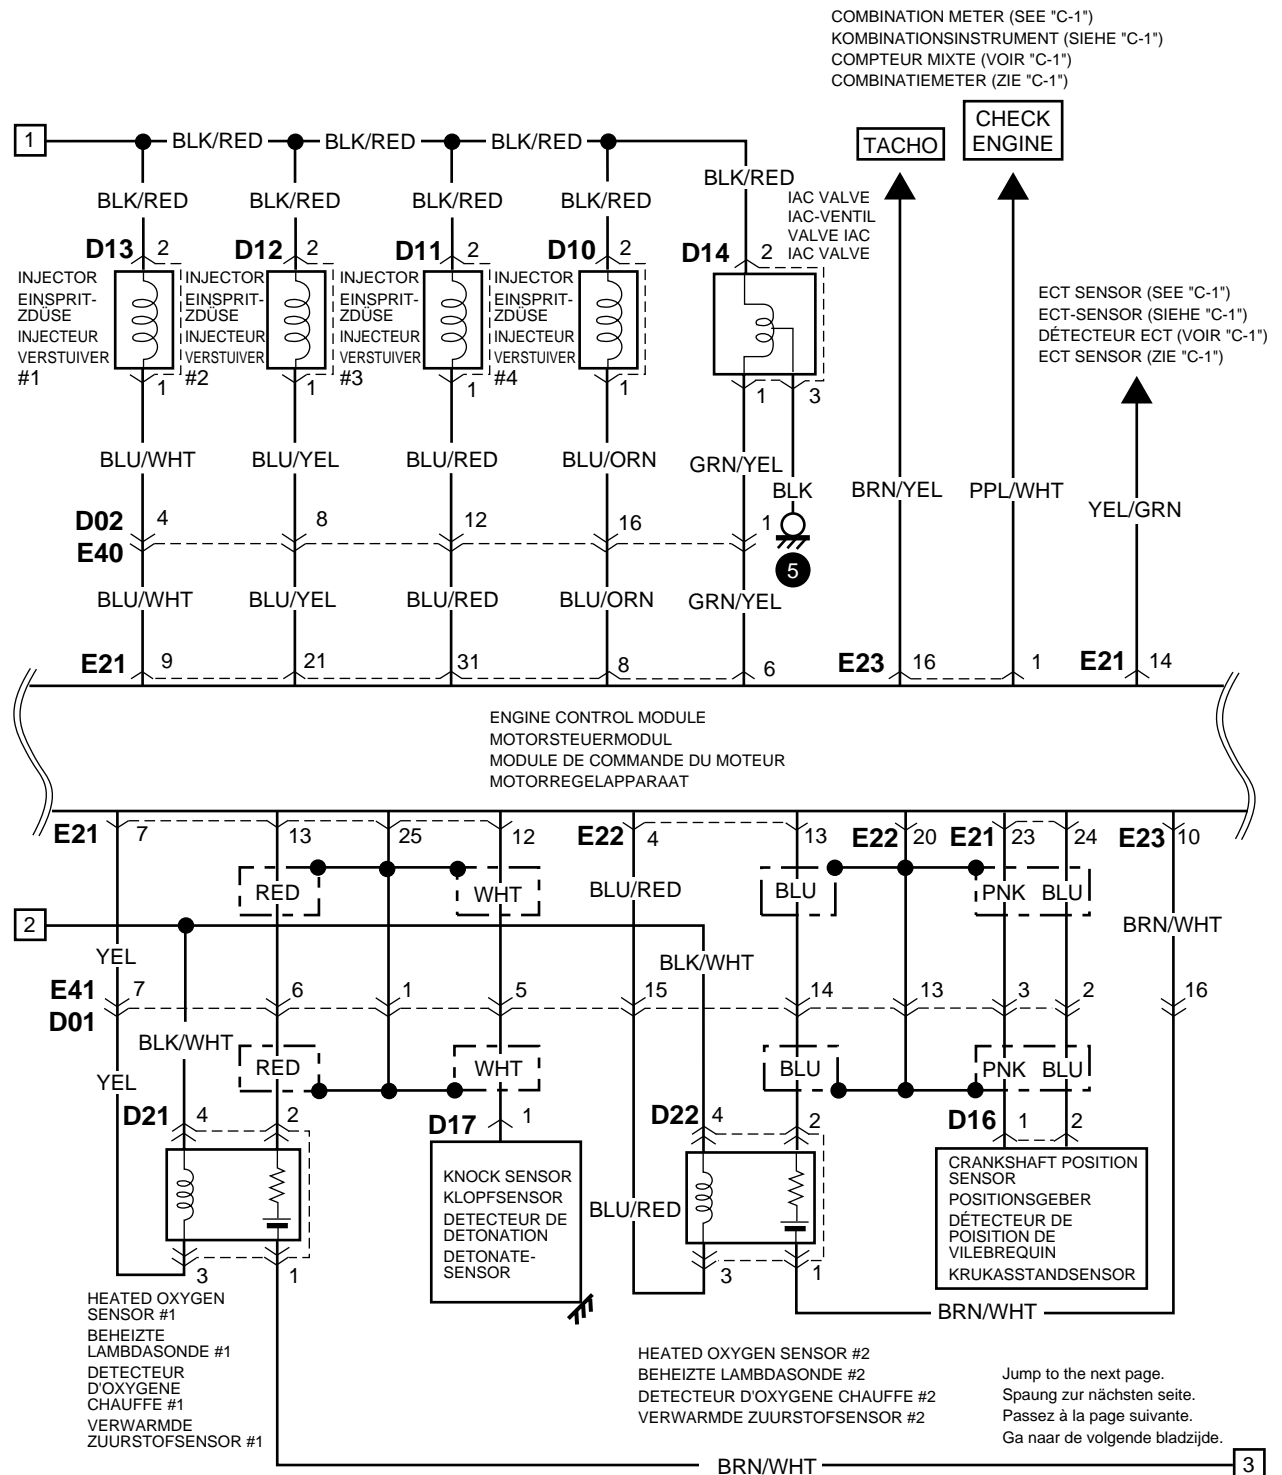 COMBINATION METER (SEE "C-1")
KOMBINATIONSINSTRUMENT (SIEHE "C-1")
COMPTEUR MIXTE (VOIR "C-1")
COMBINATIEMETER (ZIE "C-1")
1 BLK/RED BLK/RED BLK/RED
TACHO
CHECK
ENGINE
BLK/RED BLK/RED BLK/RED BLK/RED BLK/RED
IAC VALVE
IAC-VENTIL
VALVE IAC
IAC VALVE
D13 2 D12 2 D11 2 D10 2 D14 2
INJECTOR
EINSPRIT-
ZDÜSE
INJECTEUR
VERSTUIVER
#1
INJECTOR
EINSPRIT-
ZDÜSE
INJECTEUR
VERSTUIVER
#2
INJECTOR
EINSPRIT-
ZDÜSE
INJECTEUR
VERSTUIVER
#3
INJECTOR
EINSPRIT-
ZDÜSE
INJECTEUR
VERSTUIVER
#4
ECT SENSOR (SEE "C-1")
ECT-SENSOR (SIEHE "C-1")
DÉTECTEUR ECT (VOIR "C-1")
ECT SENSOR (ZIE "C-1")
1 1 1 1 1 3
BLU/WHT BLU/YEL BLU/RED BLU/ORN GRN/YEL
BLK BRN/YEL PPL/WHT YEL/GRN
D02 4 8 12 16 1
E40
5
BLU/WHT BLU/YEL BLU/RED BLU/ORN GRN/YEL
E21 9 21 31 8 6 E23 16 1 E21 14
ENGINE CONTROL MODULE
MOTORSTEUERMODUL
MODULE DE COMMANDE DU MOTEUR
MOTORREGELAPPARAAT
E21 7 13 25 12 E22 4 13 E22 20 E21 23 24 E23 10
RED WHT BLU/RED BLU PNK BLU
2 BRN/WHT
YEL BLK/WHT
E41 7 6 1 5 15 14 13 3 2 16
D01
BLK/WHT
YEL RED WHT BLU PNK BLU
D21 4 2 D17 1 D22 4 2 D16 1 2
KNOCK SENSOR
KLOPFSENSOR
DETECTEUR DE
DETONATION
DETONATE-
SENSOR
BLU/RED
CRANKSHAFT POSITION
SENSOR
POSITIONSGEBER
DÉTECTEUR DE
POISITION DE
VILEBREQUIN
KRUKASSTANDSENSOR
3 1 3 1
BRN/WHT
HEATED OXYGEN
SENSOR #1
BEHEIZTE
LAMBDASONDE #1
DETECTEUR
D'OXYGENE
CHAUFFE #1
VERWARMDE
ZUURSTOFSENSOR #1
HEATED OXYGEN SENSOR #2
BEHEIZTE LAMBDASONDE #2
DETECTEUR D'OXYGENE CHAUFFE #2
VERWARMDE ZUURSTOFSENSOR #2
Jump to the next page.
Spaung zur nächsten seite.
Passez à la page suivante.
Ga naar de volgende bladzijde.
BRN/WHT 3